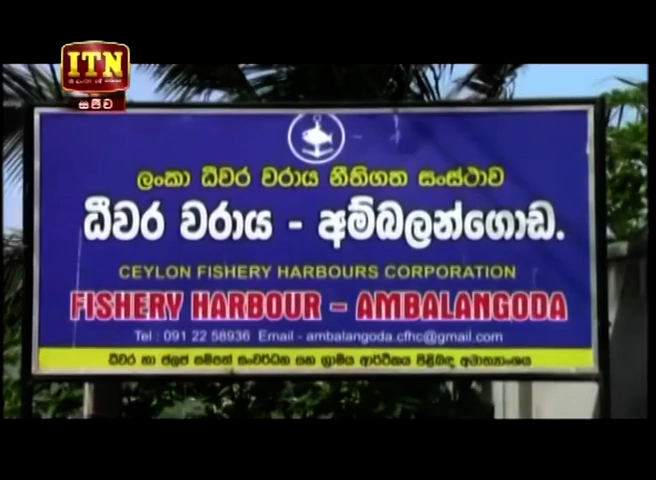 ITN
සජීව
ලංකා ධීවර වරාය නීතිගත සංස්ථාව
ධීවර වරාය - අම්බලන්ගොඩ.
CEYLON FISHERY HARBOURS CORPORATION
FISHERY HARBOUR - AMBALANGODA
Tel : 091 22 58936 Email - ambalangoda.cfhc@gmail.com
ධීවර හා ජලජ සම්පත් සංවර්ධන සහ ග්‍රාමීය ආර්ථිකය පිළිබඳ අමාත්‍යාංශය